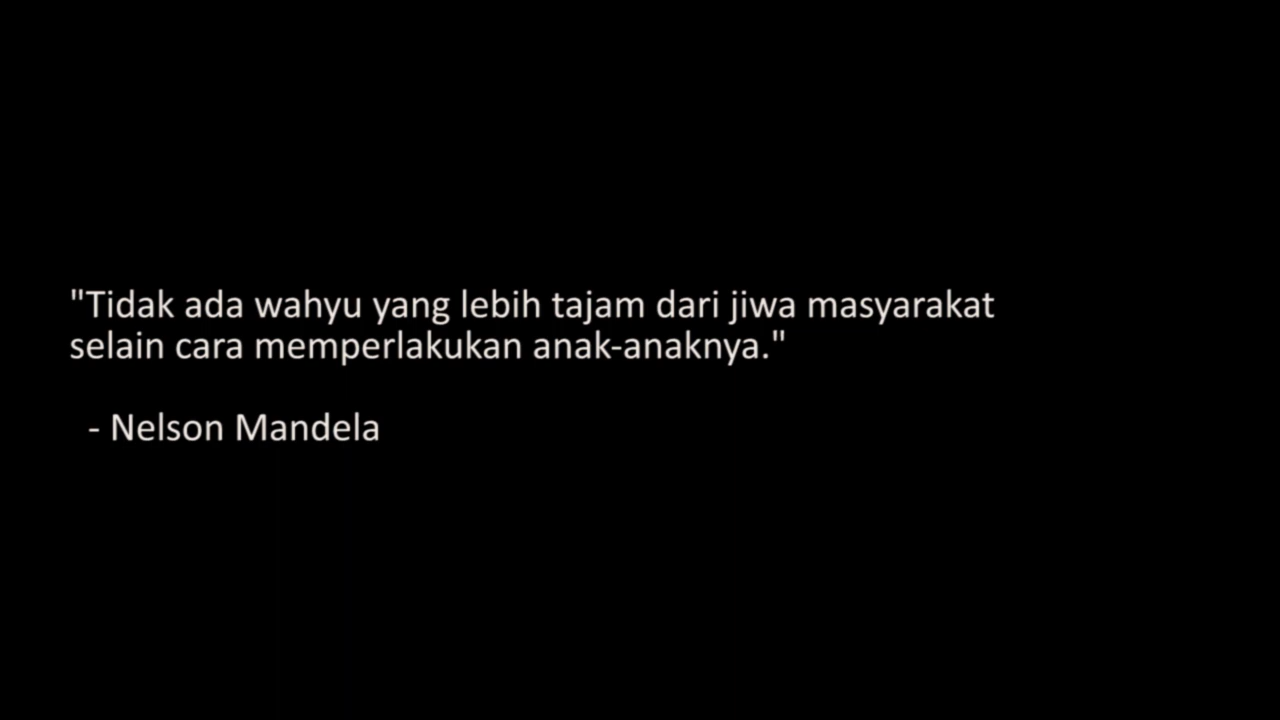 "Tidak ada wahyu yang lebih tajam dari jiwa masyarakat
selain cara memperlakukan anak-anaknya."
- Nelson Mandela